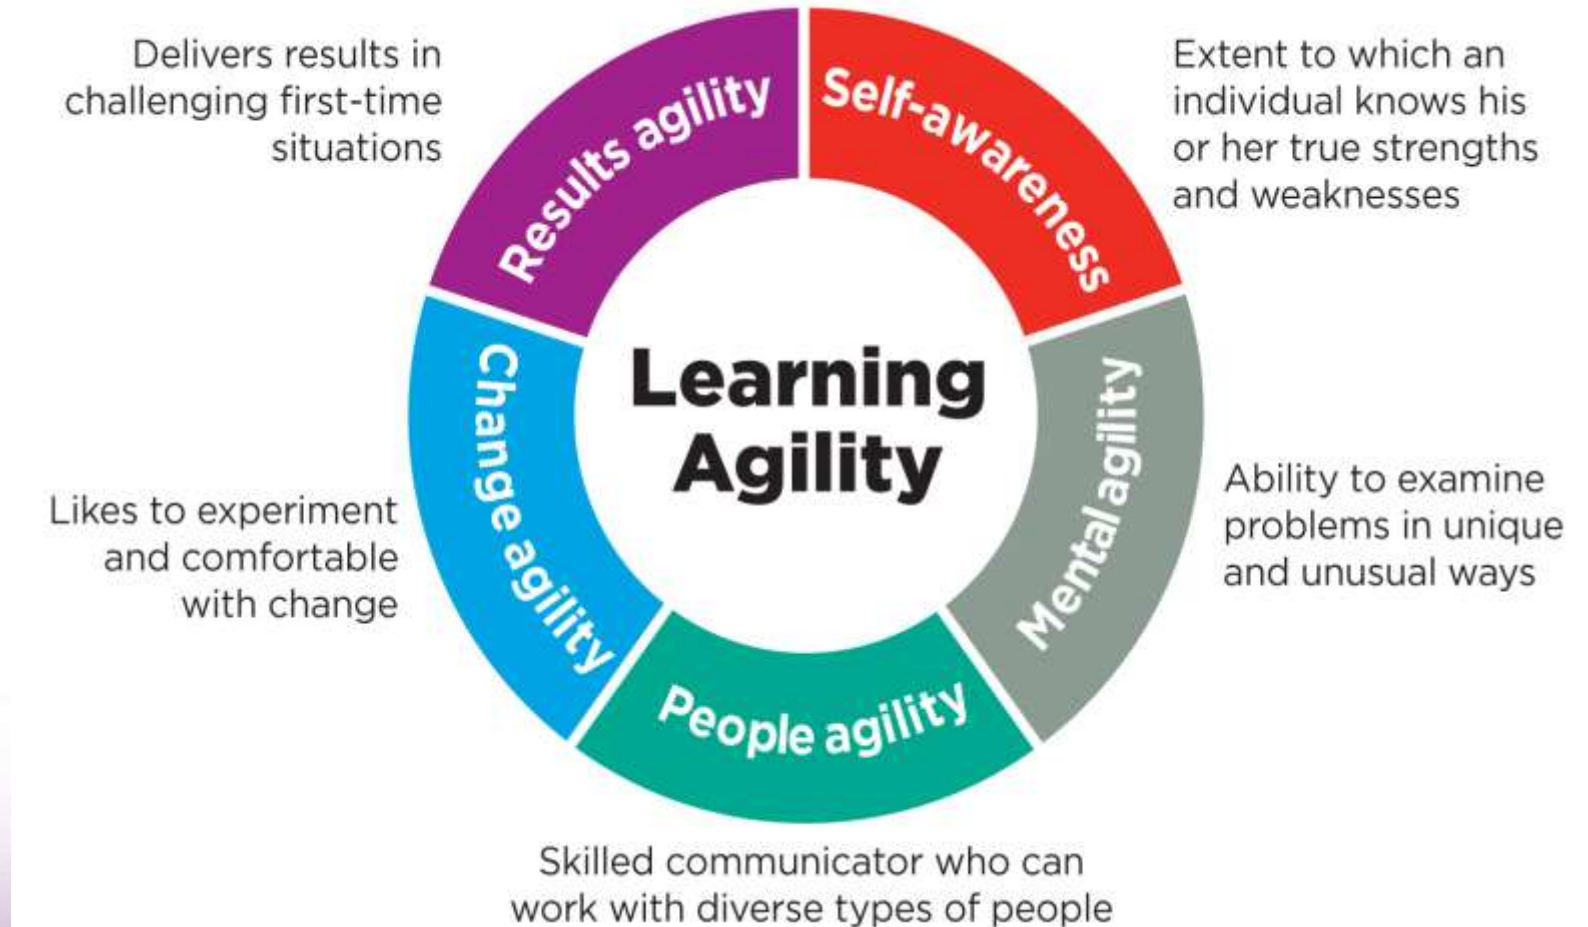 Delivers results in
challenging first-time
situations
Results agility
Self-awareness
Extent to which an
individual knows his
or her true strengths
and weaknesses
Learning
Agility
Change agility
Mental agility
Likes to experiment
and comfortable
with change
Ability to examine
problems in unique
and unusual ways
People agility
Skilled communicator who can
work with diverse types of people